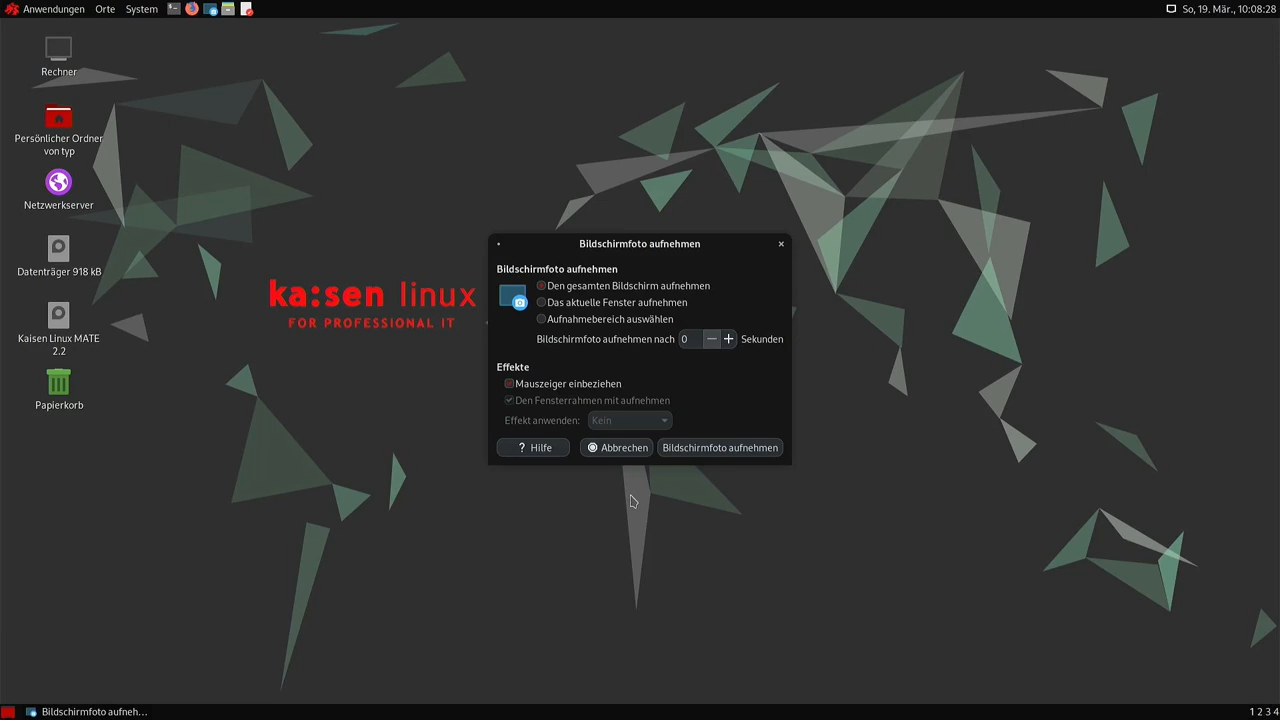 Anwendungen Orte System
So, 19. Mär., 10:08:28
Rechner
Persönlicher Ordner
von typ
Netzwerkserver
Datenträger 918 kB
Kaisen Linux MATE
2.2
Papierkorb
ka:sen linux
FOR PROFESSIONAL IT
Bildschirmfoto aufnehmen
Bildschirmfoto aufnehmen
Den gesamten Bildschirm aufnehmen
Das aktuelle Fenster aufnehmen
Aufnahmebereich auswählen
Bildschirmfoto aufnehmen nach 0 Sekunden
Effekte
Mauszeiger einbeziehen
Den Fensterrahmen mit aufnehmen
Effekt anwenden: Kein
? Hilfe Abbrechen Bildschirmfoto aufnehmen
Bildschirmfoto aufneh…
1 2 3 4